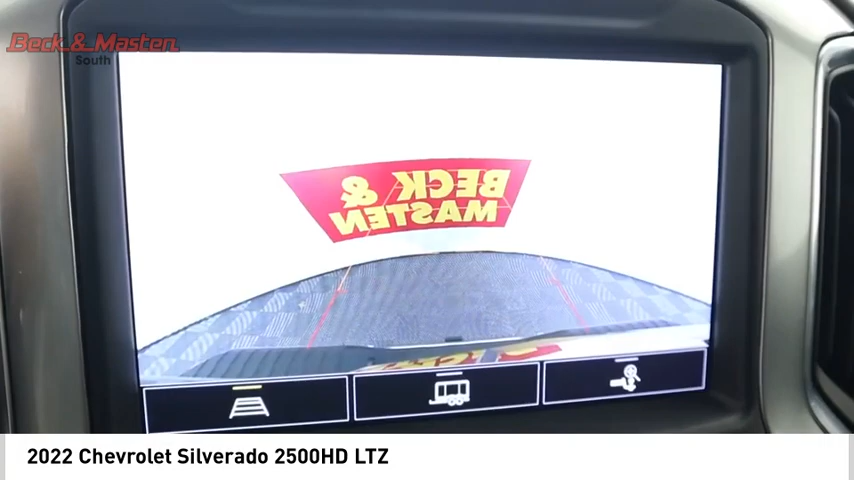 Beck & Masten
South
BECK &
MASTEN
2022 Chevrolet Silverado 2500HD LTZ